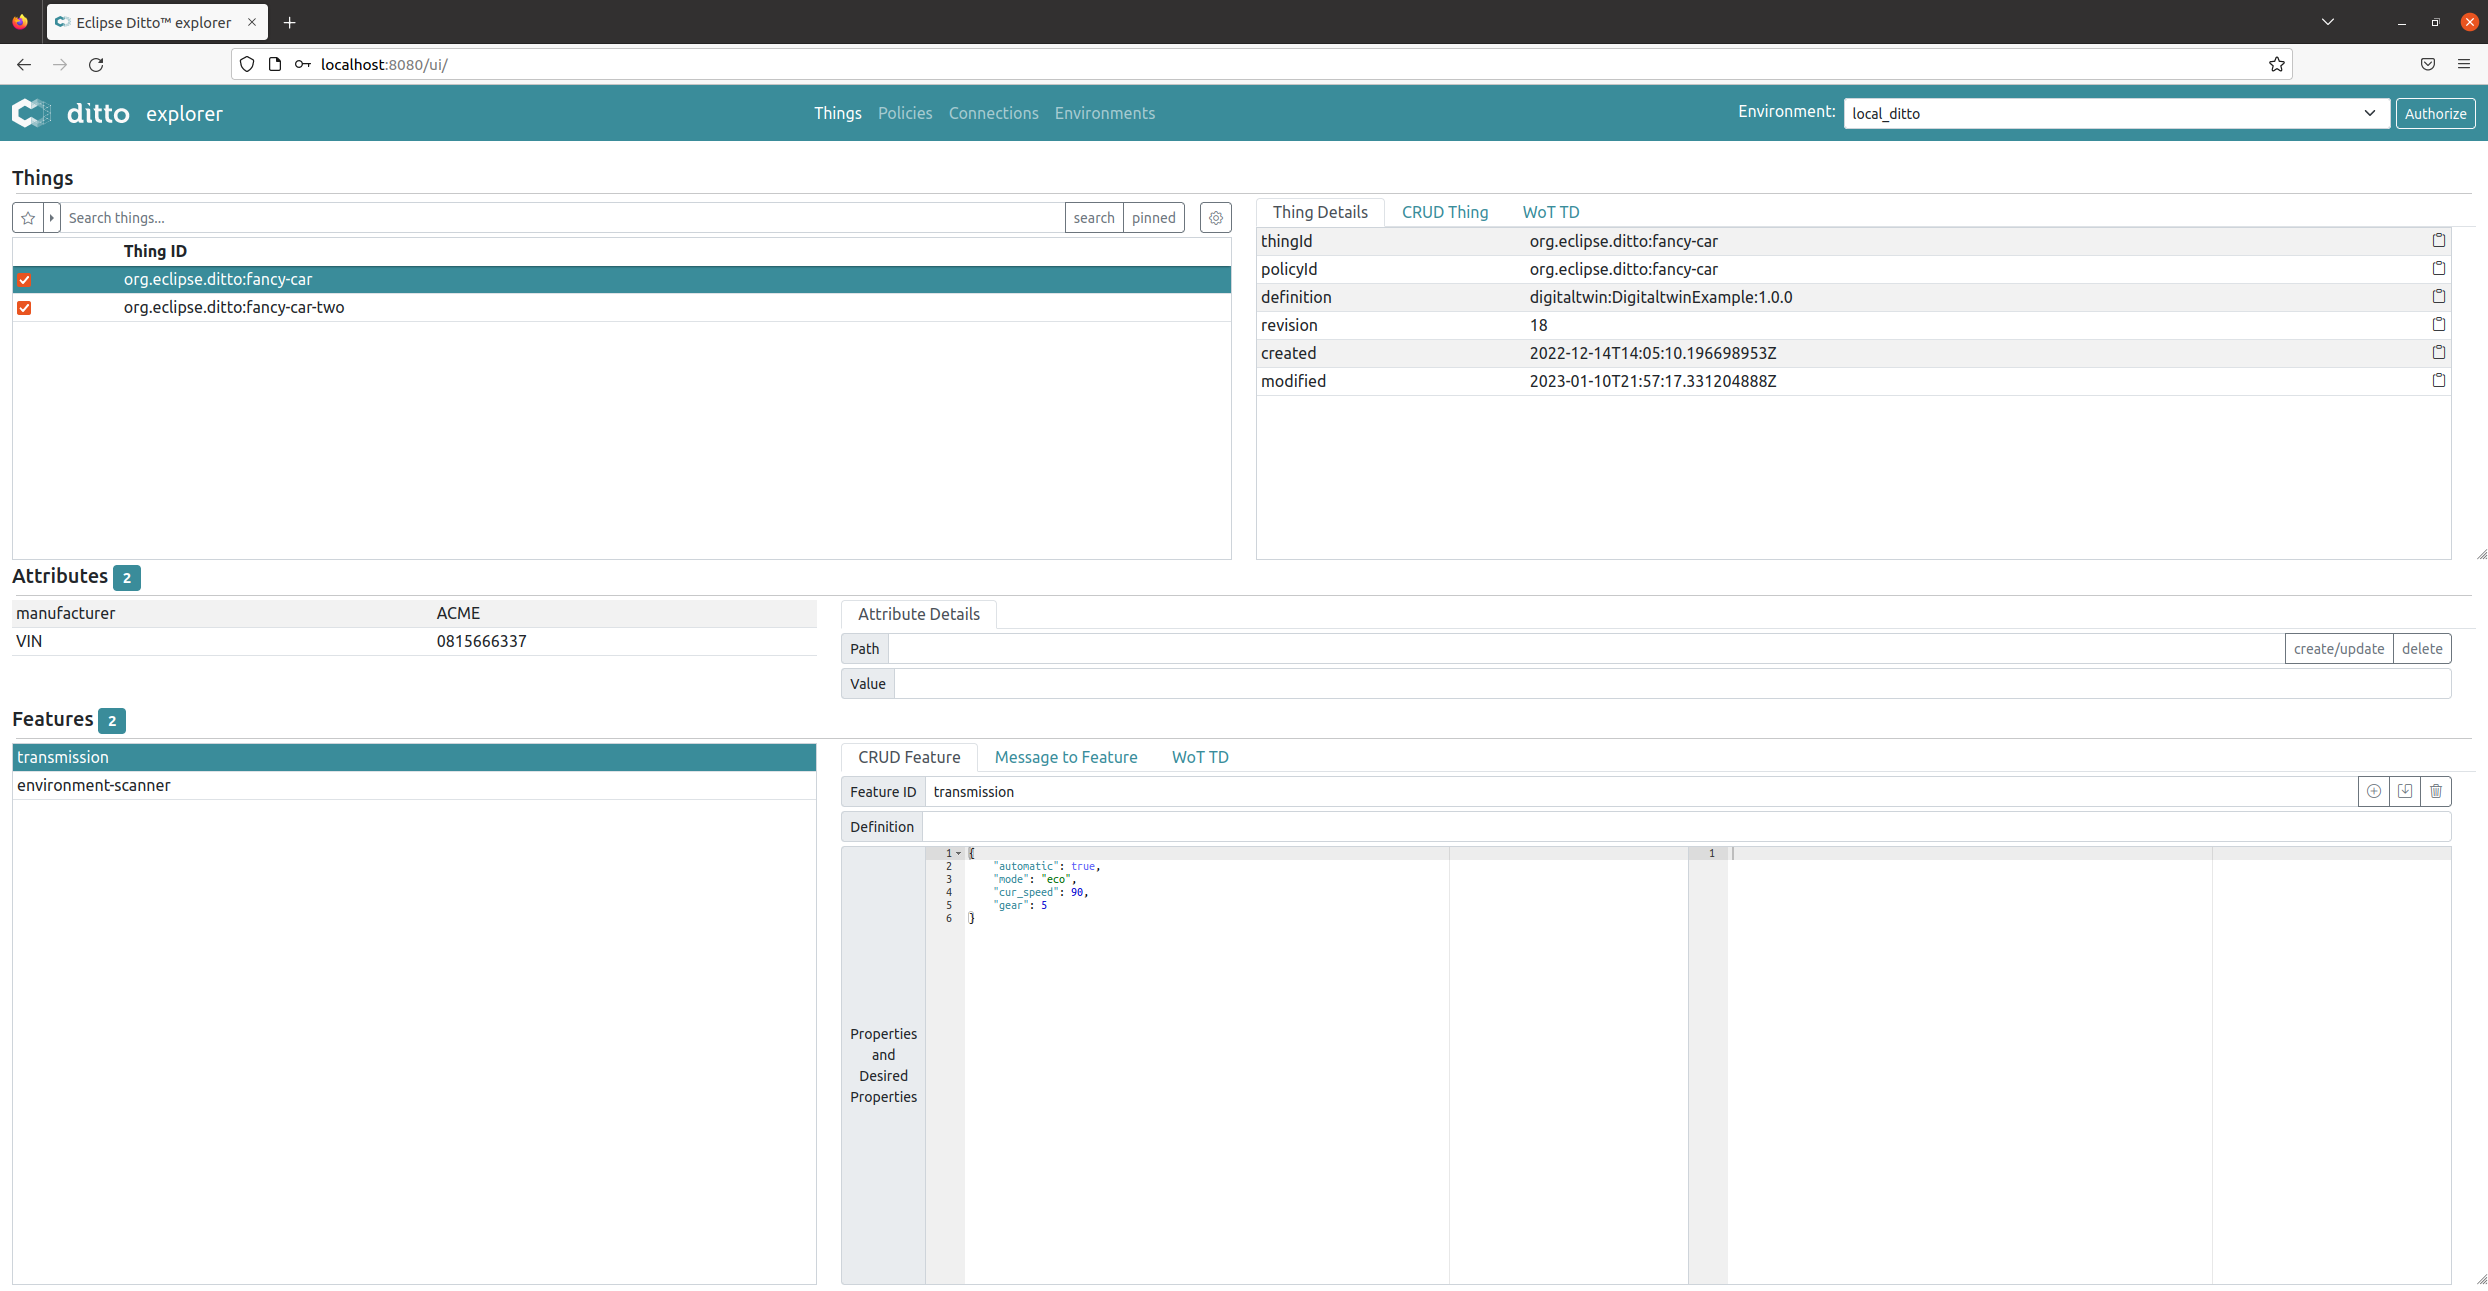 Eclipse Ditto™ explorer
localhost:8080/ui/
ditto explorer
Things Policies Connections Environments
Environment: local_ditto Authorize
Things
Search things... search pinned
Thing ID
org.eclipse.ditto:fancy-car
org.eclipse.ditto:fancy-car-two
Thing Details CRUD Thing WoT TD
thingId org.eclipse.ditto:fancy-car
policyId org.eclipse.ditto:fancy-car
definition digitaltwin:DigitaltwinExample:1.0.0
revision 18
created 2022-12-14T14:05:10.196698953Z
modified 2023-01-10T21:57:17.331204888Z
Attributes 2
manufacturer ACME
VIN 0815666337
Attribute Details
Path create/update delete
Value
Features 2
transmission
environment-scanner
CRUD Feature Message to Feature WoT TD
Feature ID transmission
Definition
Properties
and
Desired
Properties
1 {
2 "automatic": true,
3 "mode": "eco",
4 "cur_speed": 90,
5 "gear": 5
6 }
1